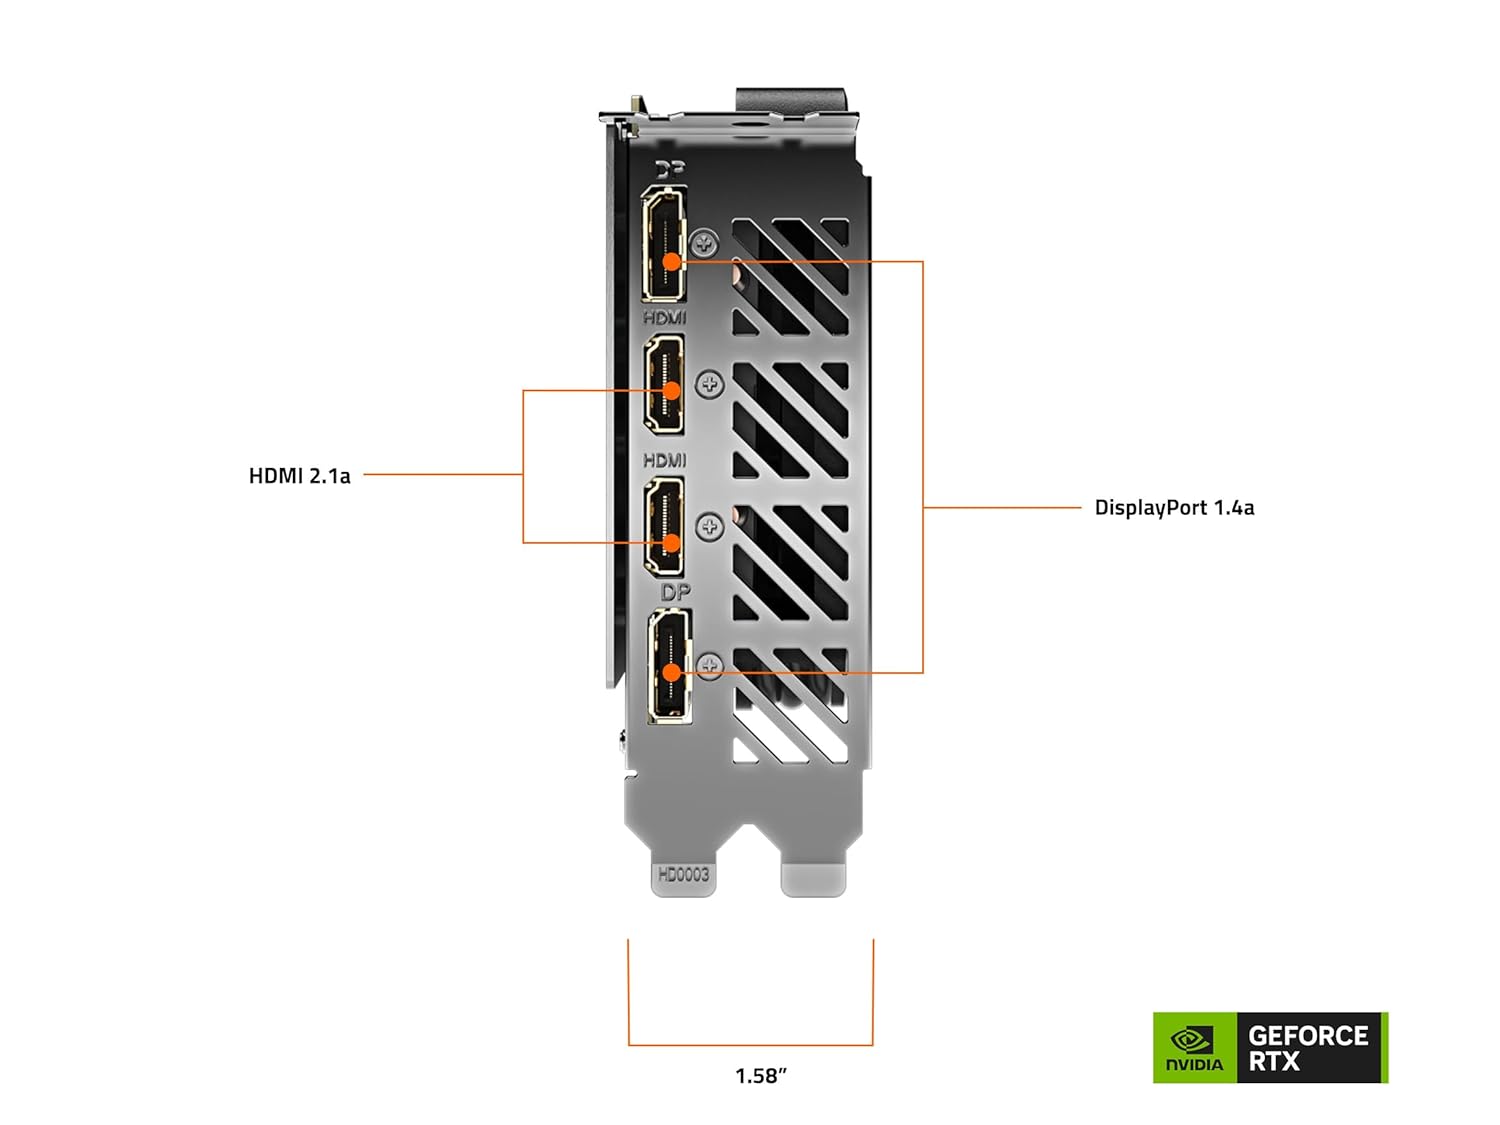 DP
HDMI
HDMI 2.1a
HDMI
DisplayPort 1.4a
DP
HD0003
1.58”
NVIDIA
GEFORCE
RTX